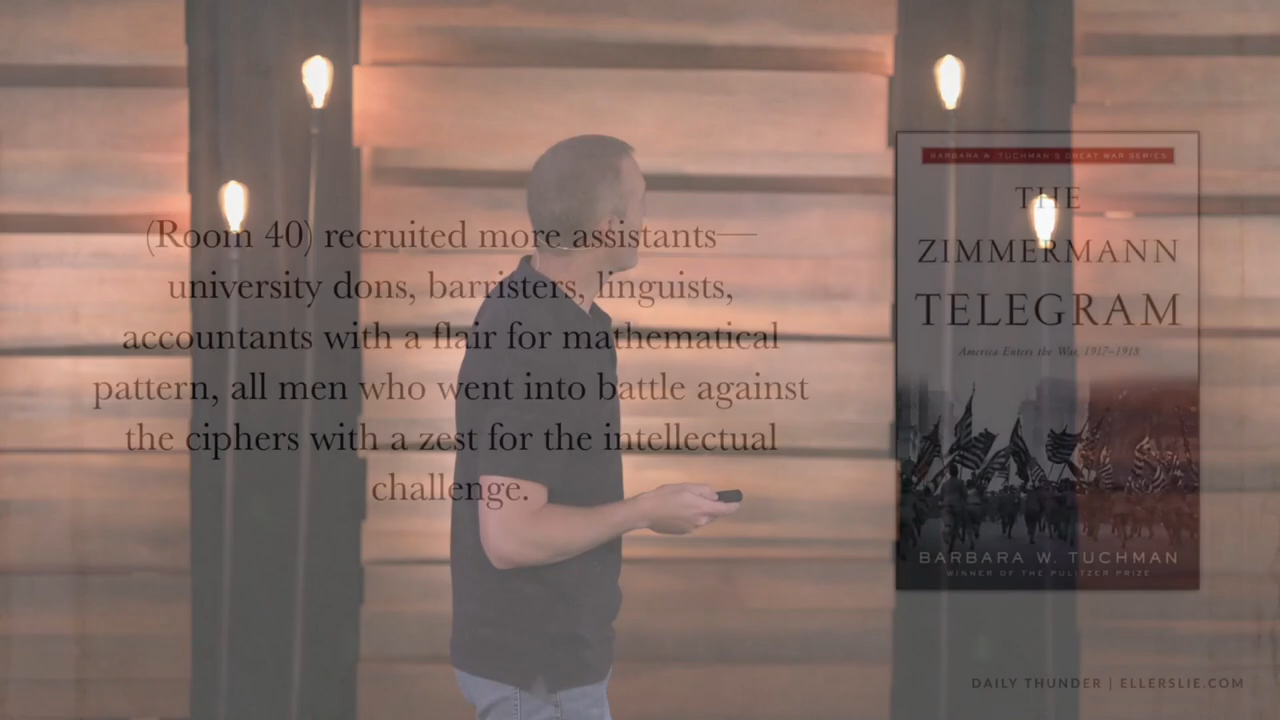 (Room 40) recruited more assistants—
university dons, barristers, linguists,
accountants with a flair for mathematical
pattern, all men who went into battle against
the ciphers with a zest for the intellectual
challenge.
BARBARA W. TUCHMAN'S GREAT WAR SERIES
THE
ZIMMERMANN
TELEGRAM
America Enters the War, 1917–1918
BARBARA W. TUCHMAN
WINNER OF THE PULITZER PRIZE
DAILY THUNDER | ELLERSLIE.COM